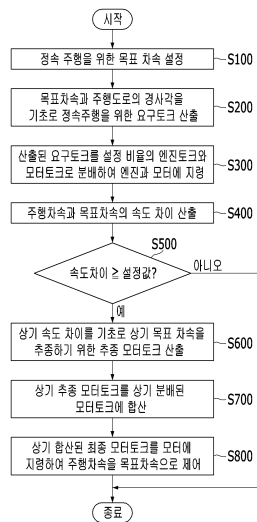 시작
정속 주행을 위한 목표 차속 설정
S100
목표차속과 주행도로의 경사각을
기초로 정속주행을 위한 요구토크 산출
S200
산출된 요구토크를 설정 비율의 엔진토크와
모터토크로 분배하여 엔진과 모터에 지령
S300
주행차속과 목표차속의 속도 차이 산출
S400
S500
속도차이 ≧ 설정값?
아니오
예
상기 속도 차이를 기초로 상기 목표 차속을
추종하기 위한 추종 모터토크 산출
S600
상기 추종 모터토크를 상기 분배된
모터토크에 합산
S700
상기 합산된 최종 모터토크를 모터에
지령하여 주행차속을 목표차속으로 제어
S800
종료